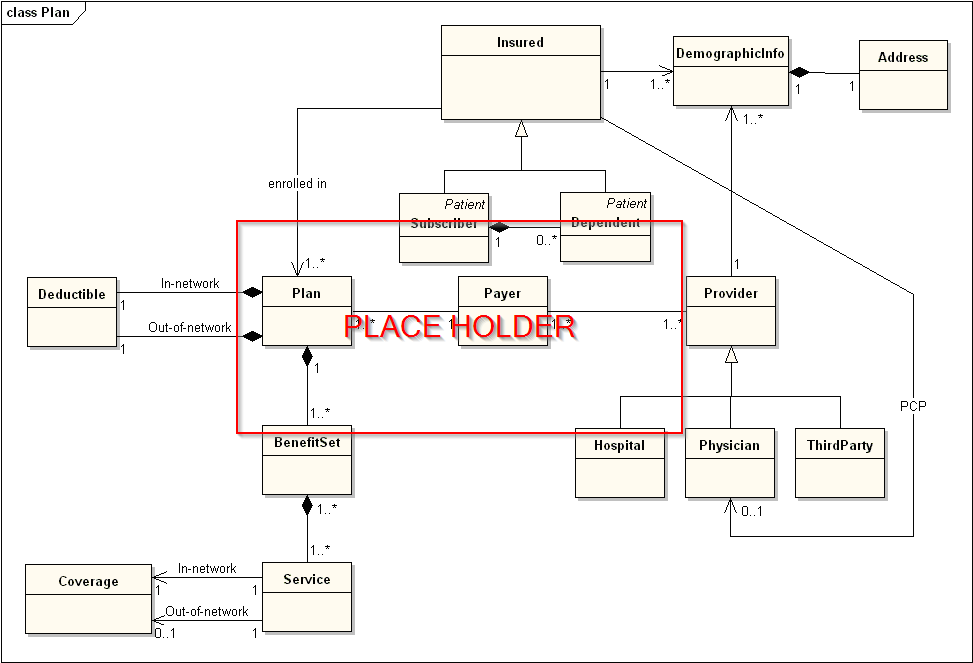 class Plan
Insured
DemographicInfo
Address
1
1..*
1
1
1..*
enrolled in
Patient
Subscriber
Patient
Dependent
1
0..*
1..*
1
In-network
Deductible
Plan
Payer
Provider
1
Out-of-network
1..*
1
PLACE HOLDER
1..*
1..*
1
1
PCP
1..*
BenefitSet
Hospital
Physician
ThirdParty
1..*
0..1
1..*
In-network
Coverage
Service
1
1
Out-of-network
0..1
1